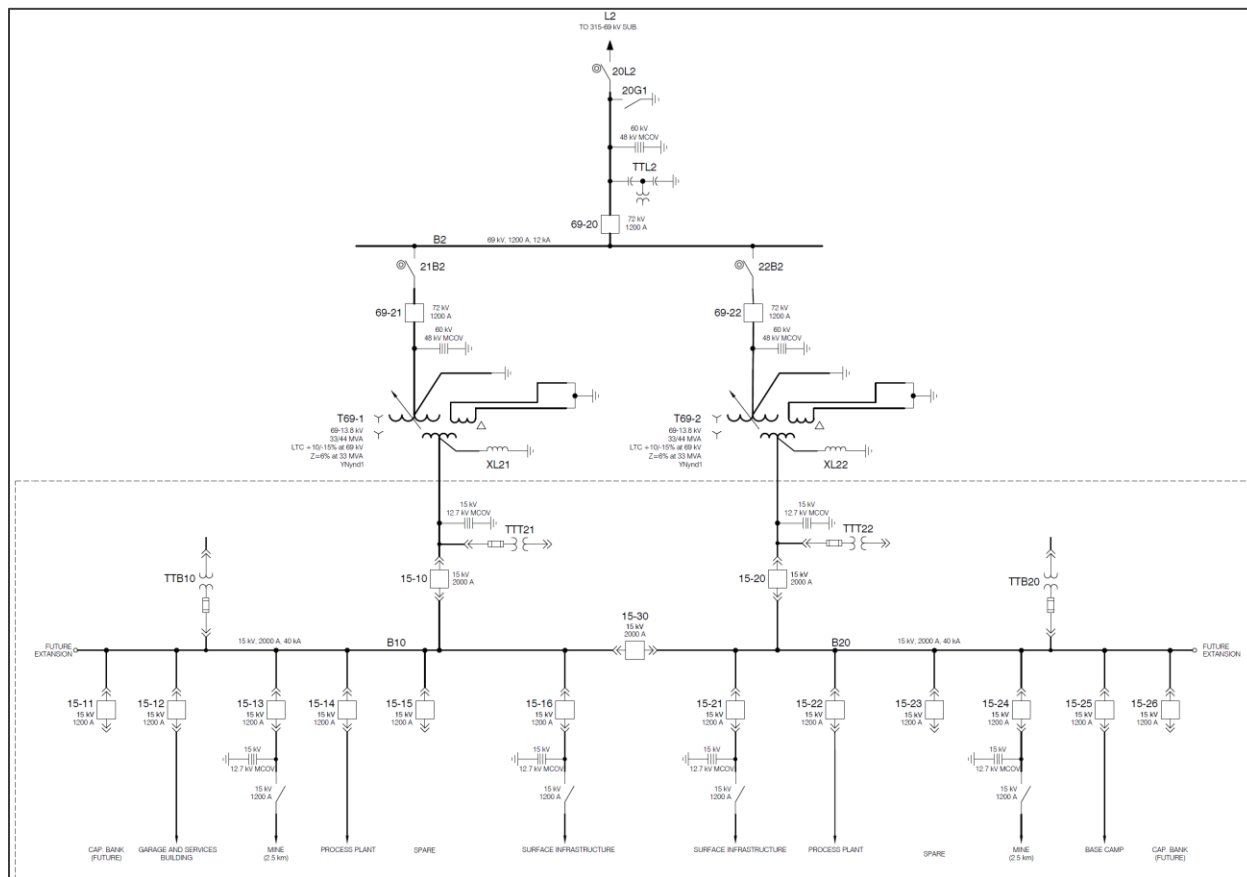 L2
TO 315-69 kV SUB.
20L2
20G1
60 kV
48 kV MCOV
TTL2
69-20
72 kV
1200 A
B2
69 kV, 1200 A, 12 kA
21B2
22B2
69-21
72 kV
1200 A
69-22
72 kV
1200 A
60 kV
48 kV MCOV
60 kV
48 kV MCOV
T69-1
69-13.8 kV
33/44 MVA
LTC +10/-15% at 69 kV
Z=6% at 33 MVA
YNynd1
XL21
T69-2
69-13.8 kV
33/44 MVA
LTC +10/-15% at 69 kV
Z=6% at 33 MVA
YNynd1
XL22
15 kV
12.7 kV MCOV
TTT21
15 kV
12.7 kV MCOV
TTT22
TTB10
15-10
15 kV
2000 A
15-20
15 kV
2000 A
TTB20
15-30
15 kV
2000 A
FUTURE
EXTENSION
15 kV, 2000 A, 40 kA
B10
B20
15 kV, 2000 A, 40 kA
FUTURE
EXTENSION
15-11
15 kV
1200 A
15-12
15 kV
1200 A
15-13
15 kV
1200 A
15-14
15 kV
1200 A
15-15
15 kV
1200 A
15-16
15 kV
1200 A
15-21
15 kV
1200 A
15-22
15 kV
1200 A
15-23
15 kV
1200 A
15-24
15 kV
1200 A
15-25
15 kV
1200 A
15-26
15 kV
1200 A
15 kV
12.7 kV MCOV
15 kV
1200 A
15 kV
12.7 kV MCOV
15 kV
1200 A
15 kV
12.7 kV MCOV
15 kV
1200 A
15 kV
12.7 kV MCOV
15 kV
1200 A
CAP. BANK
(FUTURE)
GARAGE AND SERVICES
BUILDING
MINE
(2.5 km)
PROCESS PLANT
SPARE
SURFACE INFRASTRUCTURE
SURFACE INFRASTRUCTURE
PROCESS PLANT
SPARE
MINE
(2.5 km)
BASE CAMP
CAP. BANK
(FUTURE)